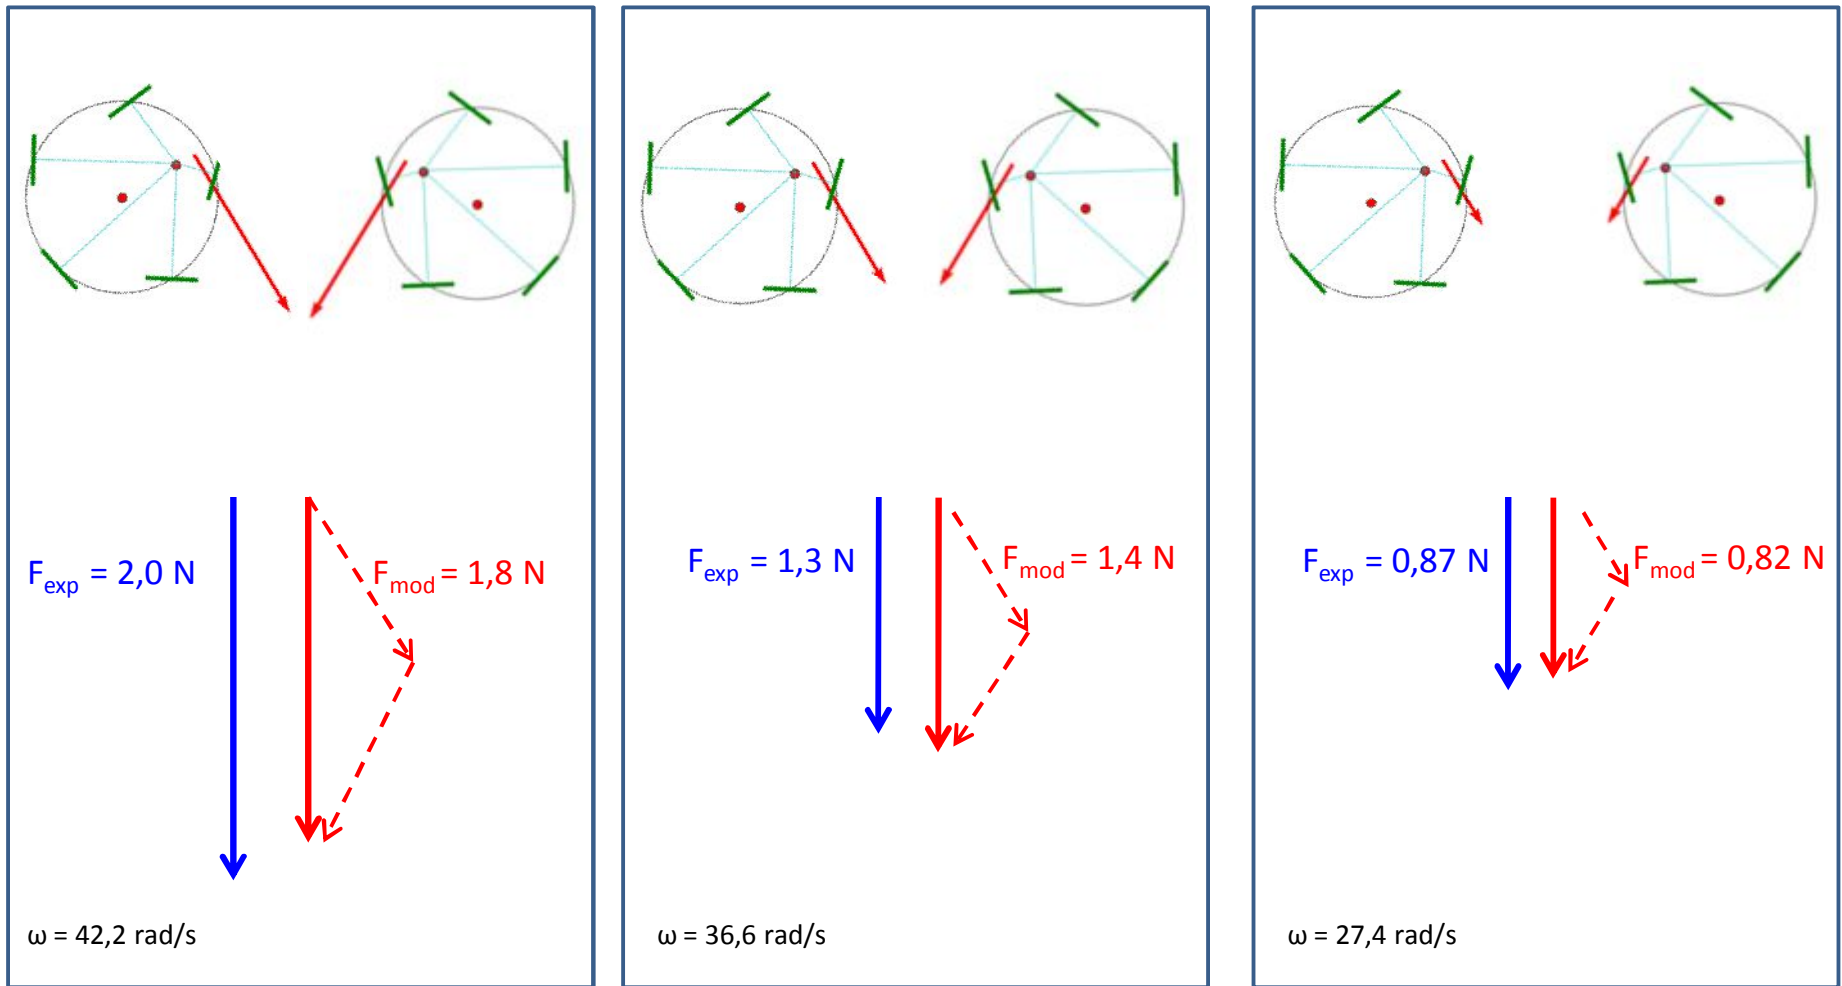 F_exp = 2,0 N
F_mod = 1,8 N
ω = 42,2 rad/s
F_exp = 1,3 N
F_mod = 1,4 N
ω = 36,6 rad/s
F_exp = 0,87 N
F_mod = 0,82 N
ω = 27,4 rad/s